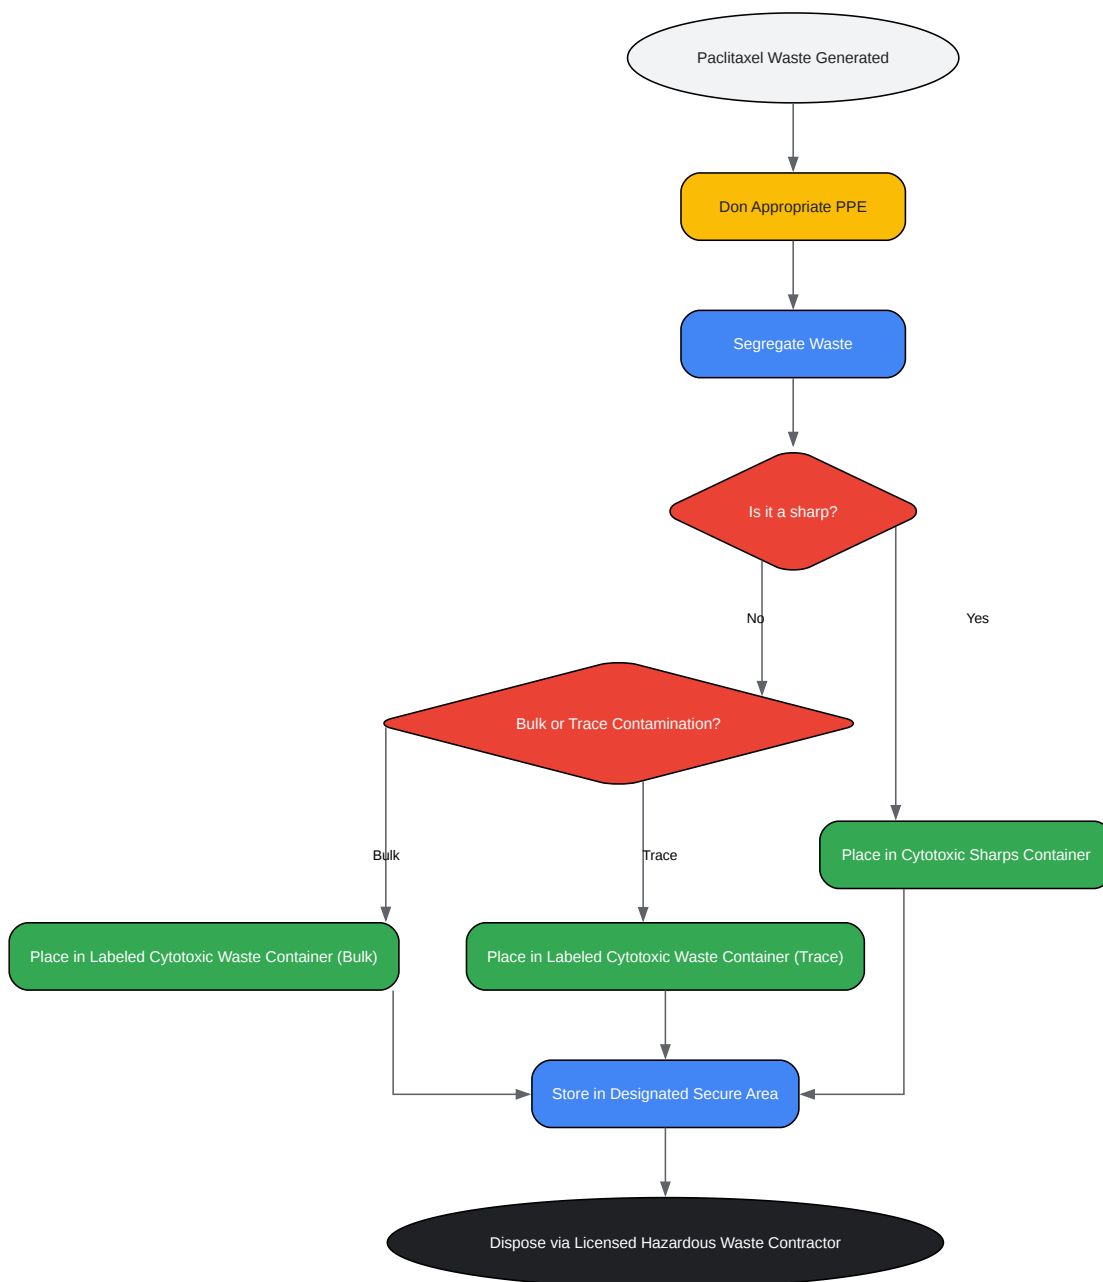 Paclitaxel Waste Generated
Don Appropriate PPE
Segregate Waste
Is it a sharp?
No
Yes
Bulk or Trace Contamination?
Bulk
Trace
Place in Cytotoxic Sharps Container
Place in Labeled Cytotoxic Waste Container (Bulk)
Place in Labeled Cytotoxic Waste Container (Trace)
Store in Designated Secure Area
Dispose via Licensed Hazardous Waste Contractor